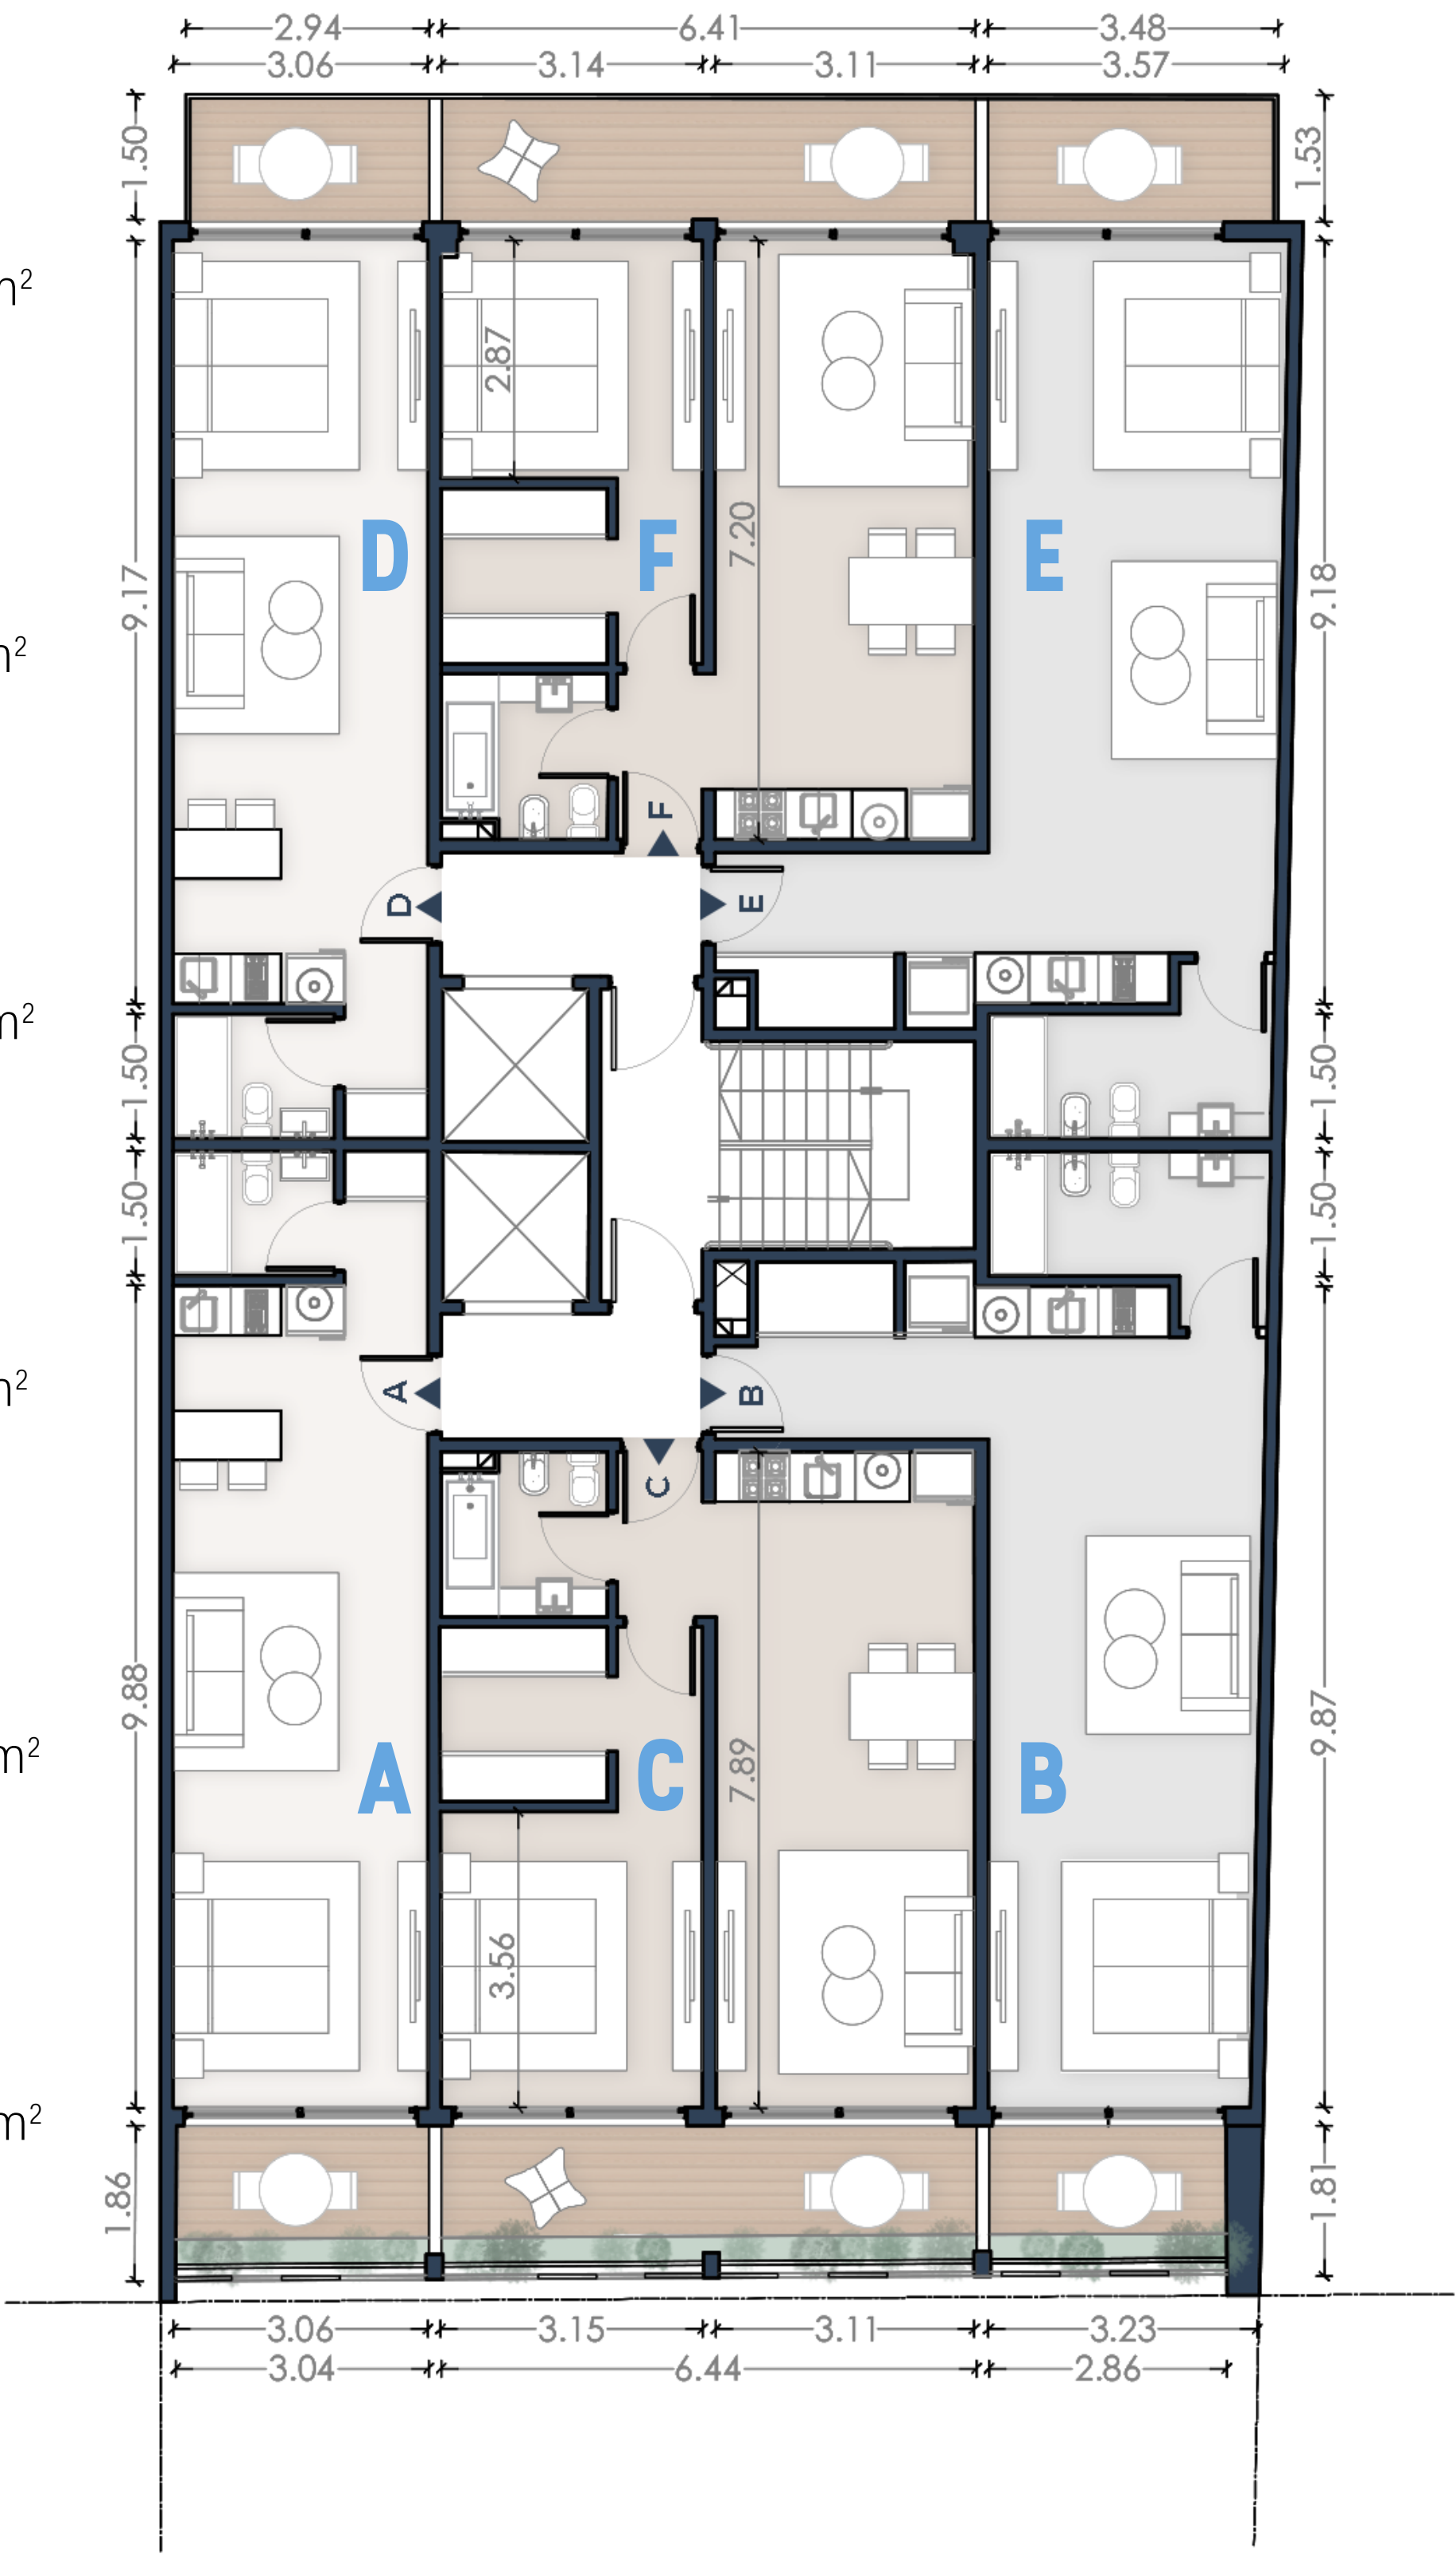 2.94 6.41 3.48
3.06 3.14 3.11 3.57
1.50 1.53
m²
2.87
D F E
7.20
9.17 9.18
m²
F
D E
m²
1.50 1.50
1.50 1.50
A B
m²
C
9.88 9.87
m²
A C B
7.89
3.56
m²
1.86 1.81
3.06 3.15 3.11 3.23
3.04 6.44 2.86